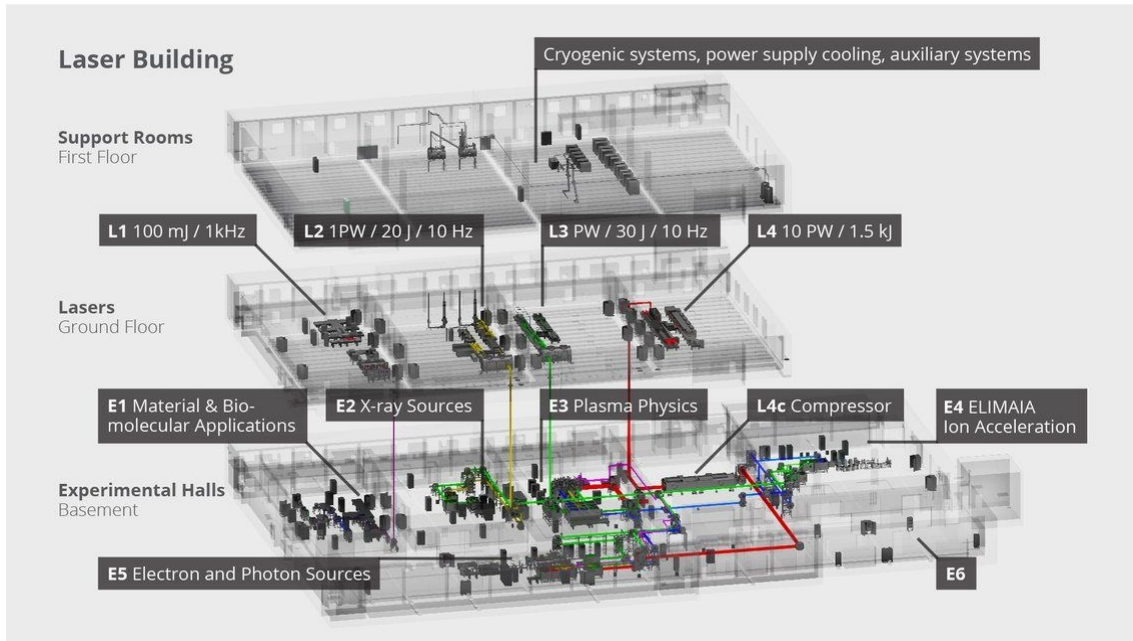 Laser Building
Cryogenic systems, power supply cooling, auxiliary systems
Support Rooms
First Floor
L1 100 mJ / 1kHz
L2 1PW / 20 J / 10 Hz
L3 PW / 30 J / 10 Hz
L4 10 PW / 1.5 kJ
Lasers
Ground Floor
E1 Material & Bio-
molecular Applications
E2 X-ray Sources
E3 Plasma Physics
L4c Compressor
E4 ELIMAIA
Ion Acceleration
Experimental Halls
Basement
E5 Electron and Photon Sources
E6